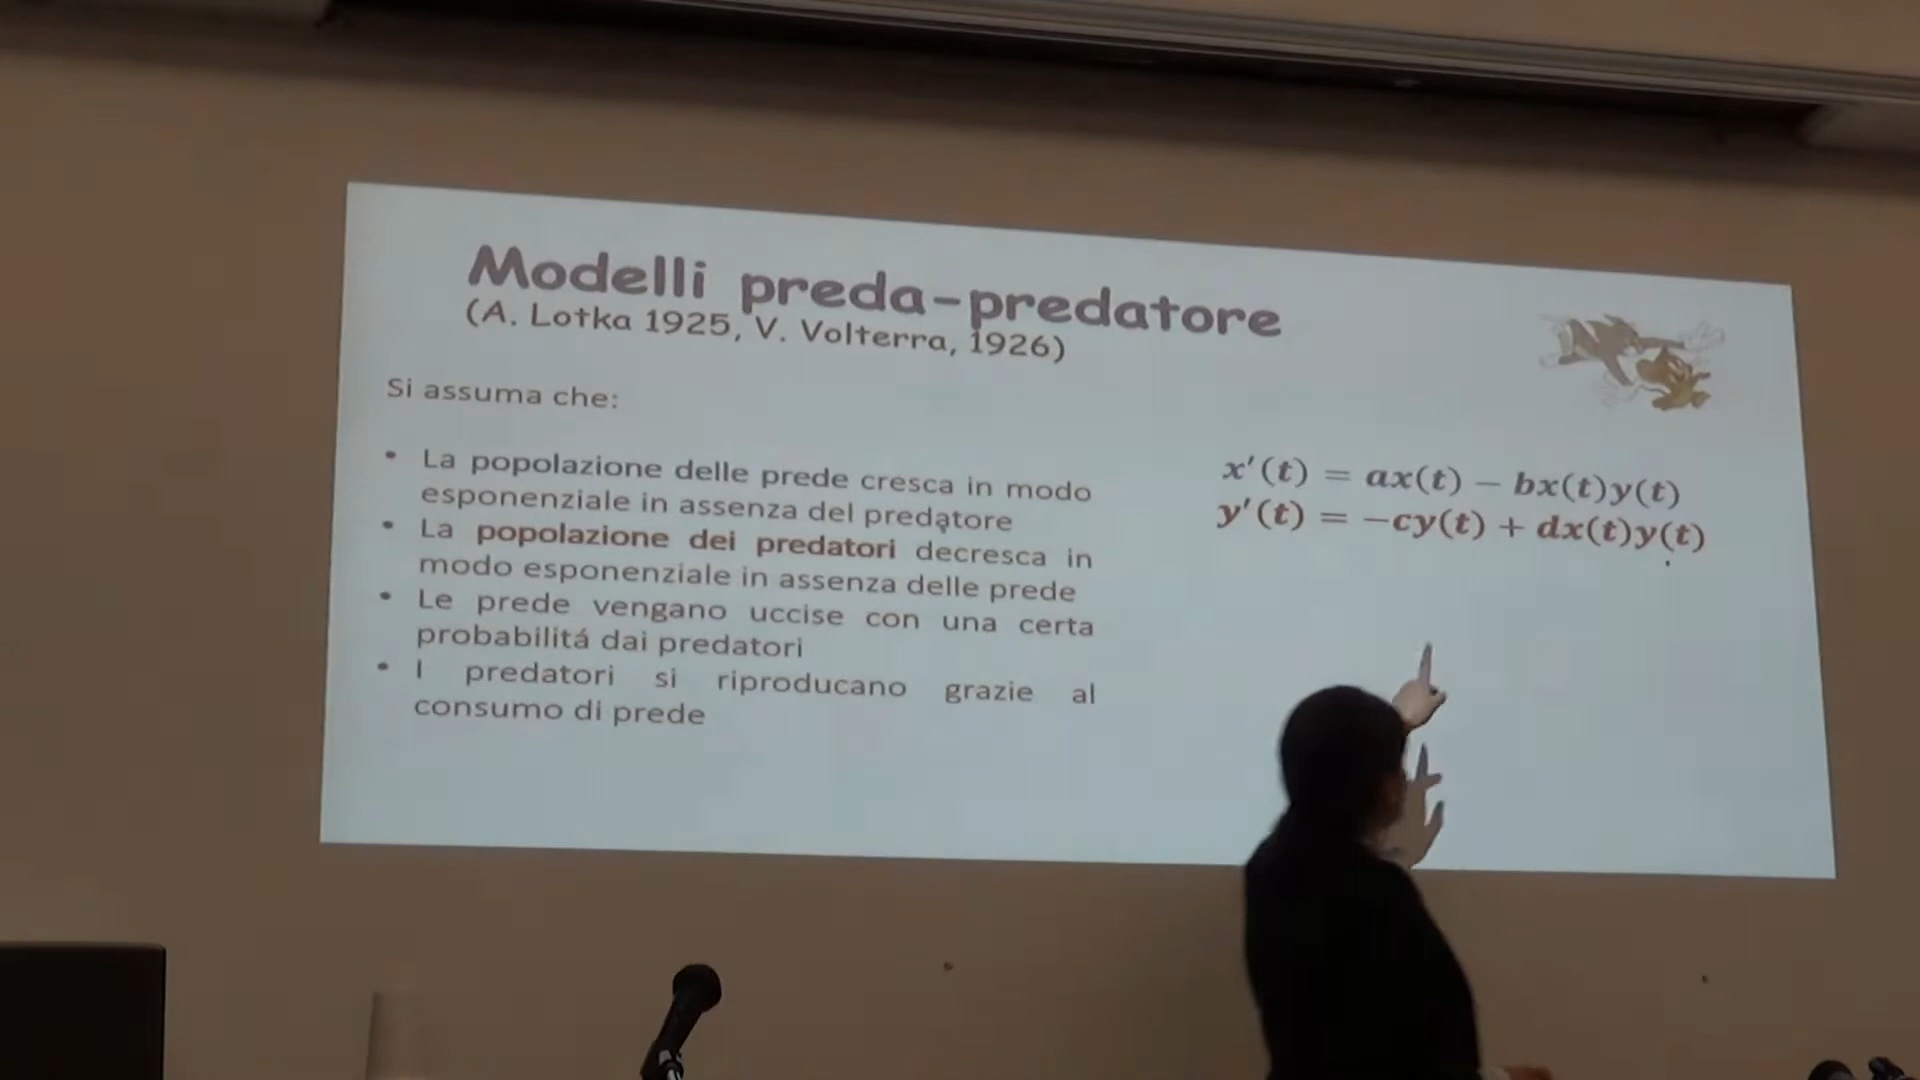 Modelli preda-predatore
(A. Lotka 1925, V. Volterra, 1926)
Si assuma che:
• La popolazione delle prede cresca in modo
esponenziale in assenza del predatore
• La popolazione dei predatori decresca in
modo esponenziale in assenza delle prede
• Le prede vengano uccise con una certa
probabilitá dai predatori
• I predatori si riproducano grazie al
consumo di prede
x'(t) = ax(t) − bx(t)y(t)
y'(t) = −cy(t) + dx(t)y(t)